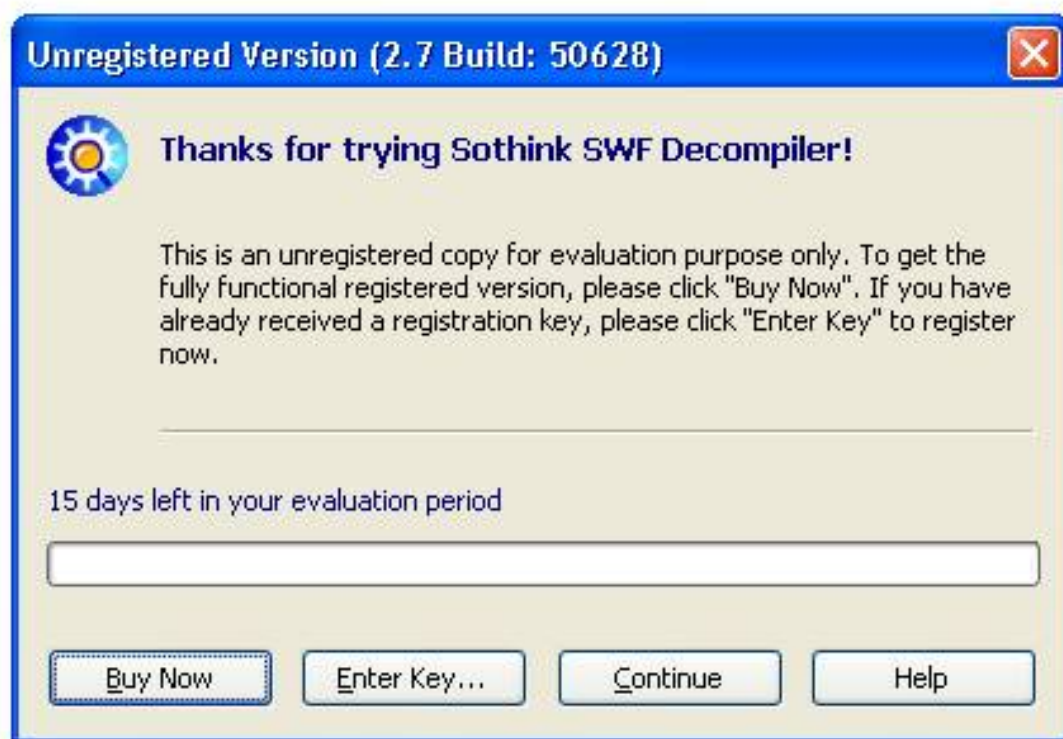 Unregistered Version (2.7 Build: 50628)
Thanks for trying Sothink SWF Decompiler!
This is an unregistered copy for evaluation purpose only. To get the
fully functional registered version, please click "Buy Now". If you have
already received a registration key, please click "Enter Key" to register
now.
15 days left in your evaluation period
Buy Now
Enter Key...
Continue
Help